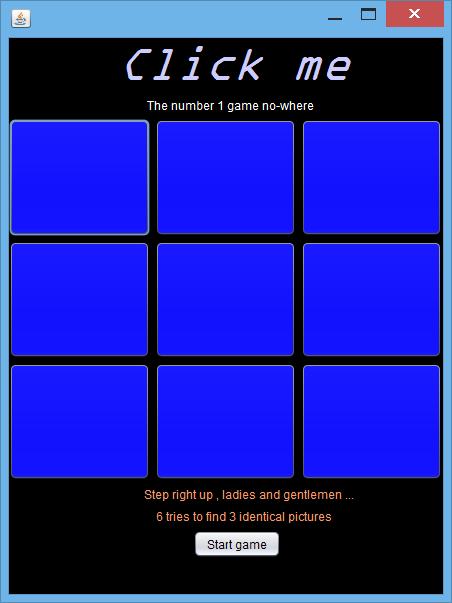 Click me
The number 1 game no-where
Step right up , ladies and gentlemen ...
6 tries to find 3 identical pictures
Start game